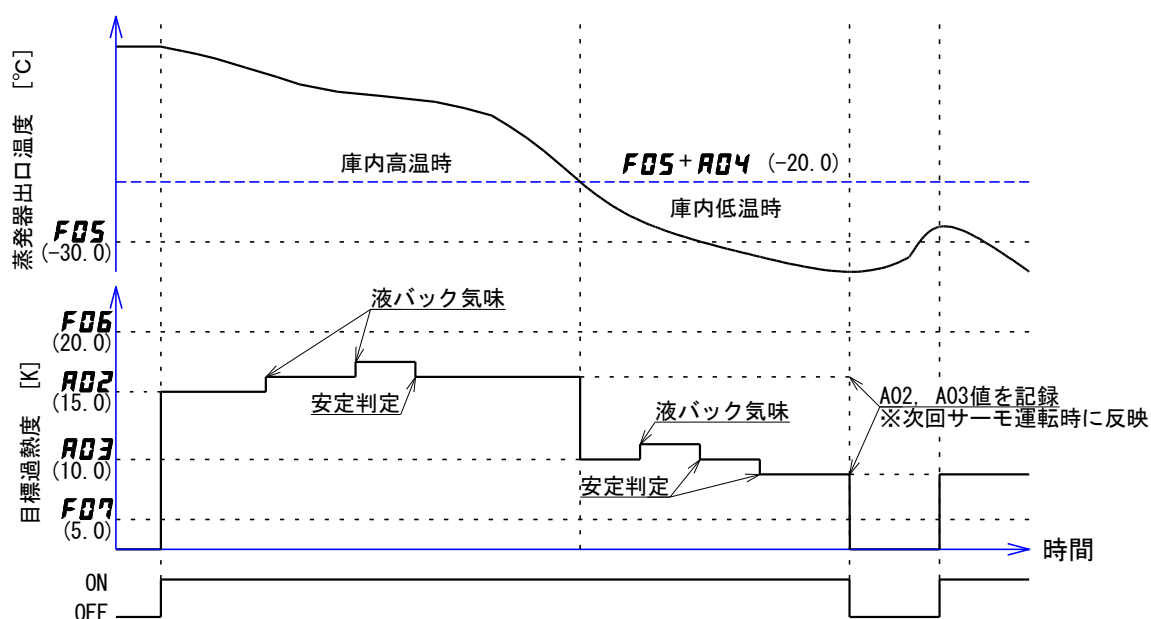 蒸発器出口温度 [℃]
庫内高温時
F05+A04 (-20.0)
庫内低温時
F05
(-30.0)
液バック気味
F06
(20.0)
目標過熱度 [K]
A02
(15.0)
安定判定
A02, A03値を記録
※次回サーモ運転時に反映
液バック気味
A03
(10.0)
安定判定
F07
(5.0)
時間
ON
OFF